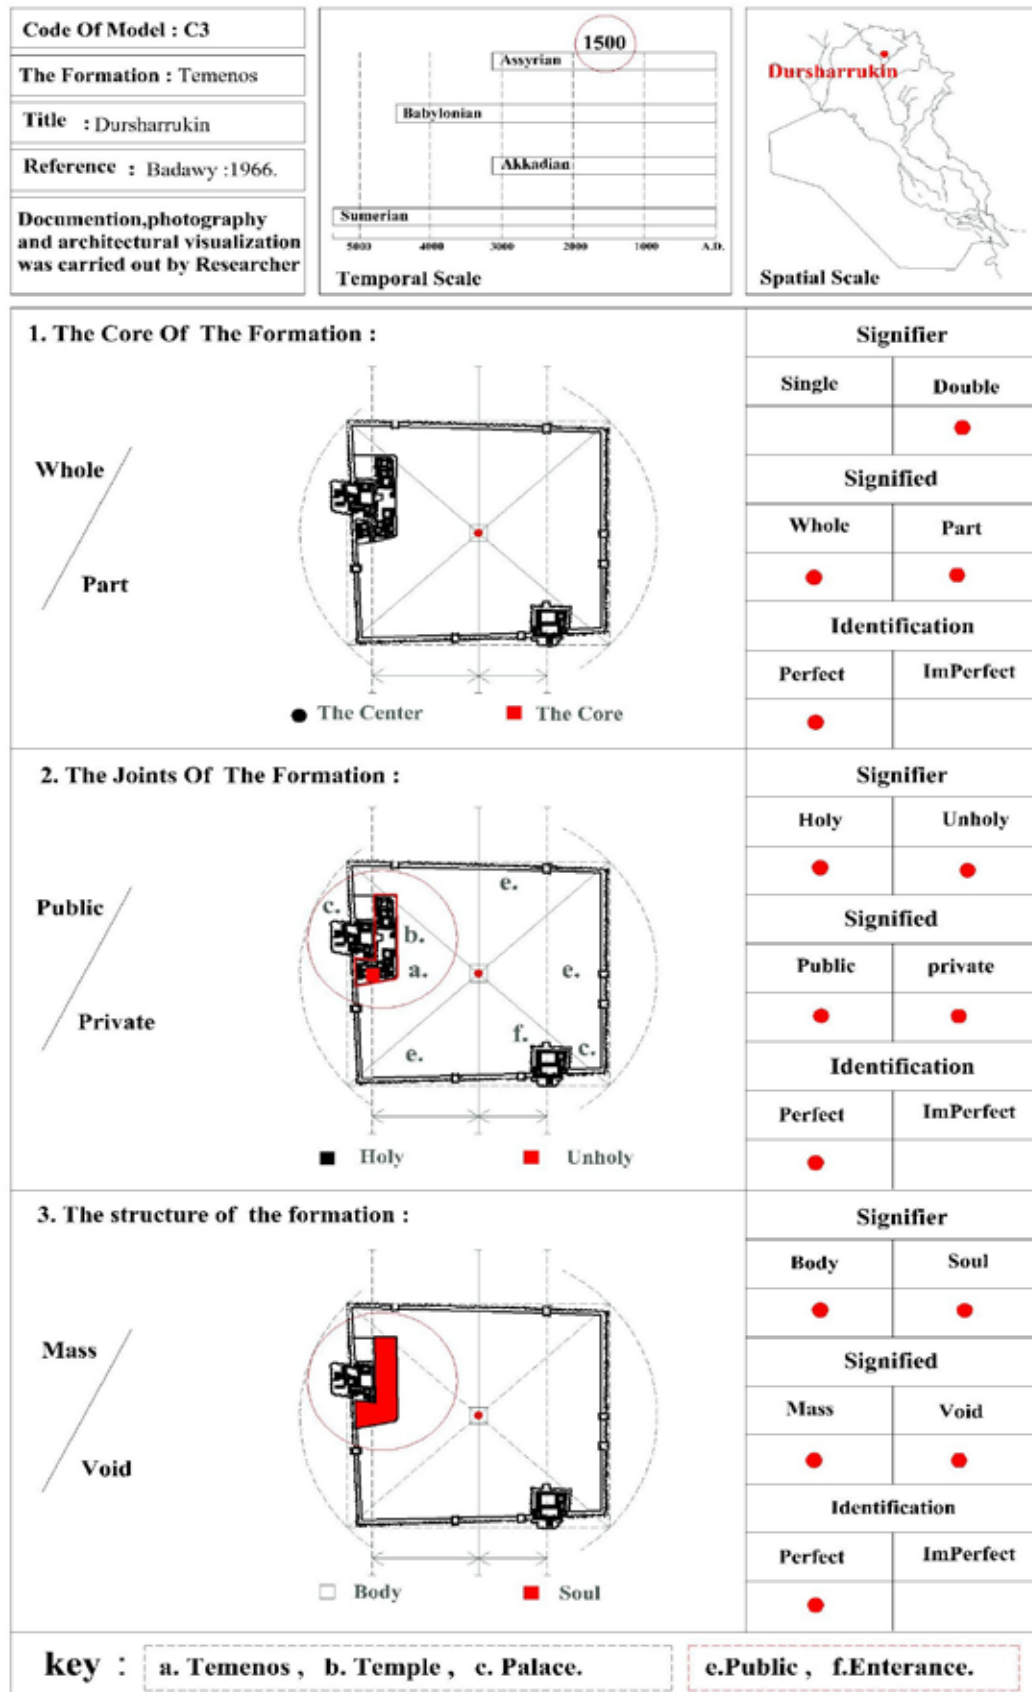 Code Of Model : C3
The Formation : Temenos
Title : Dursharrukin
Reference : Badawy :1966.
Documention,photography
and architectural visualization
was carried out by Researcher
1500
Assyrian
Babylonian
Akkadian
Sumerian
5000 4000 3000 2000 1000 A.D.
Temporal Scale
Dursharrukin
Spatial Scale
1. The Core Of The Formation :
Whole
Part
The Center The Core
Signifier
Single Double
Signified
Whole Part
Identification
Perfect ImPerfect
2. The Joints Of The Formation :
Public
Private
c.
b.
a.
e.
e.
e.
f.
c.
Holy Unholy
Signifier
Holy Unholy
Signified
Public private
Identification
Perfect ImPerfect
3. The structure of the formation :
Mass
Void
Body Soul
Signifier
Body Soul
Signified
Mass Void
Identification
Perfect ImPerfect
key : a. Temenos , b. Temple , c. Palace. e.Public , f.Enterance.